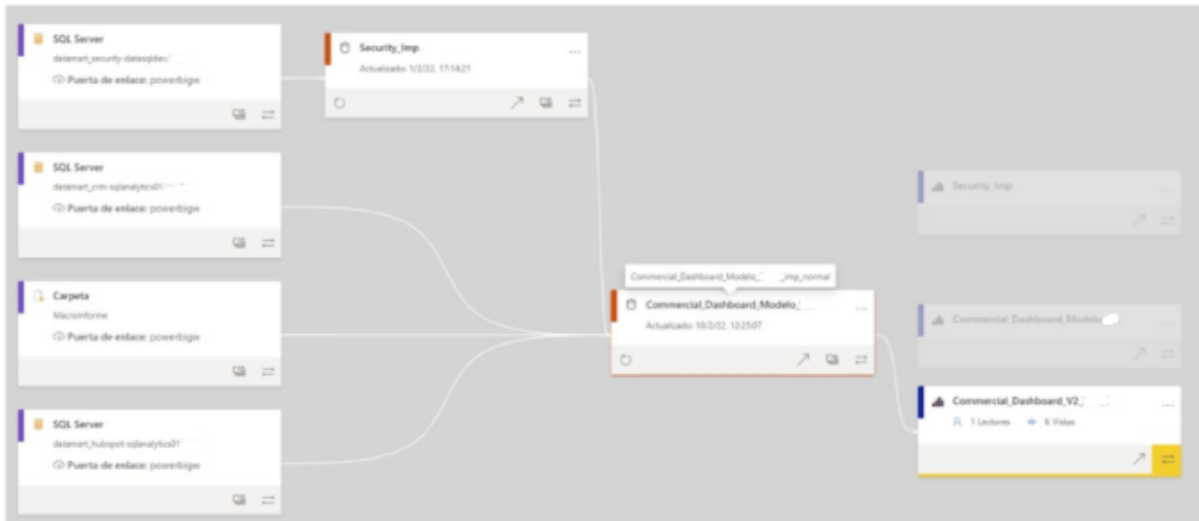 SQL Server
datamart_security-datasqldev
Puerta de enlace: powerbigw
Security_Imp
Actualizado: 1/2/22, 17:14:21
SQL Server
datamart_crm-sqlanalytics01
Puerta de enlace: powerbigw
Carpeta
Macroinforme
Puerta de enlace: powerbigw
SQL Server
datamart_hubspot-sqlanalytics01
Puerta de enlace: powerbigw
Commercial_Dashboard_Modelo_ _imp_normal
Commercial_Dashboard_Modelo_
Actualizado: 10/2/22, 12:25:07
Security_Imp
Commercial_Dashboard_Modelo
Commercial_Dashboard_V2_
1 Lectores 6 Vistas